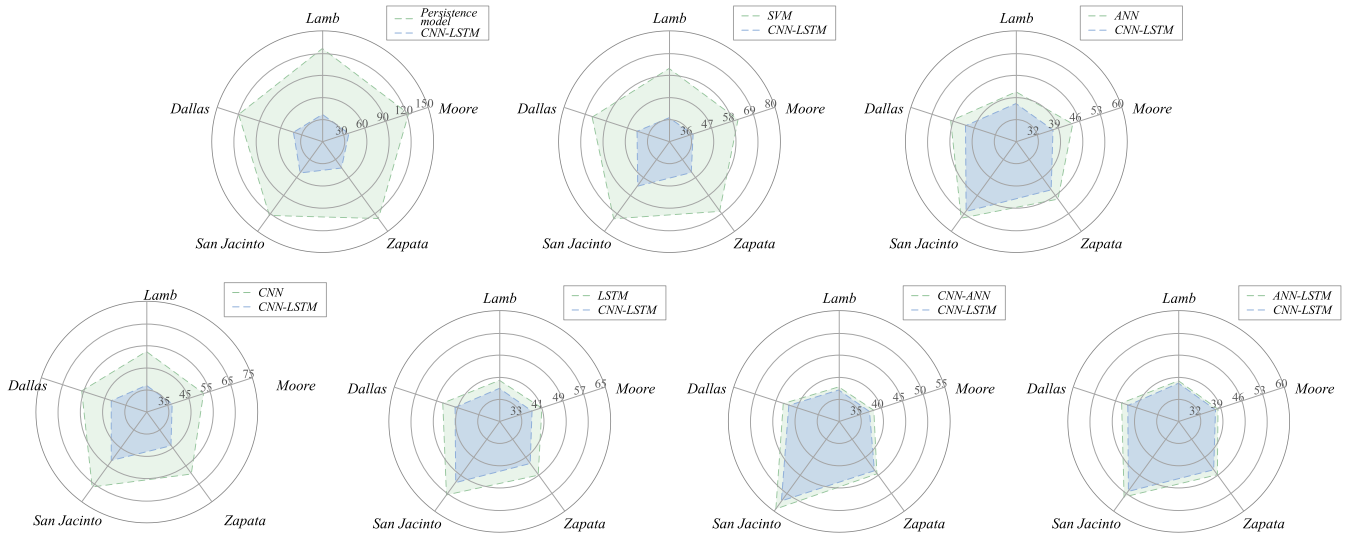 Lamb
Persistence
model
CNN-LSTM
Dallas
Moore
30
60
90
120
150
San Jacinto
Zapata
Lamb
SVM
CNN-LSTM
Dallas
Moore
36
47
58
69
80
San Jacinto
Zapata
Lamb
ANN
CNN-LSTM
Dallas
Moore
32
39
46
53
60
San Jacinto
Zapata
Lamb
CNN
CNN-LSTM
Dallas
Moore
35
45
55
65
75
San Jacinto
Zapata
Lamb
LSTM
CNN-LSTM
Dallas
Moore
33
41
49
57
65
San Jacinto
Zapata
Lamb
CNN-ANN
CNN-LSTM
Dallas
Moore
35
40
45
50
55
San Jacinto
Zapata
Lamb
ANN-LSTM
CNN-LSTM
Dallas
Moore
32
39
46
53
60
San Jacinto
Zapata